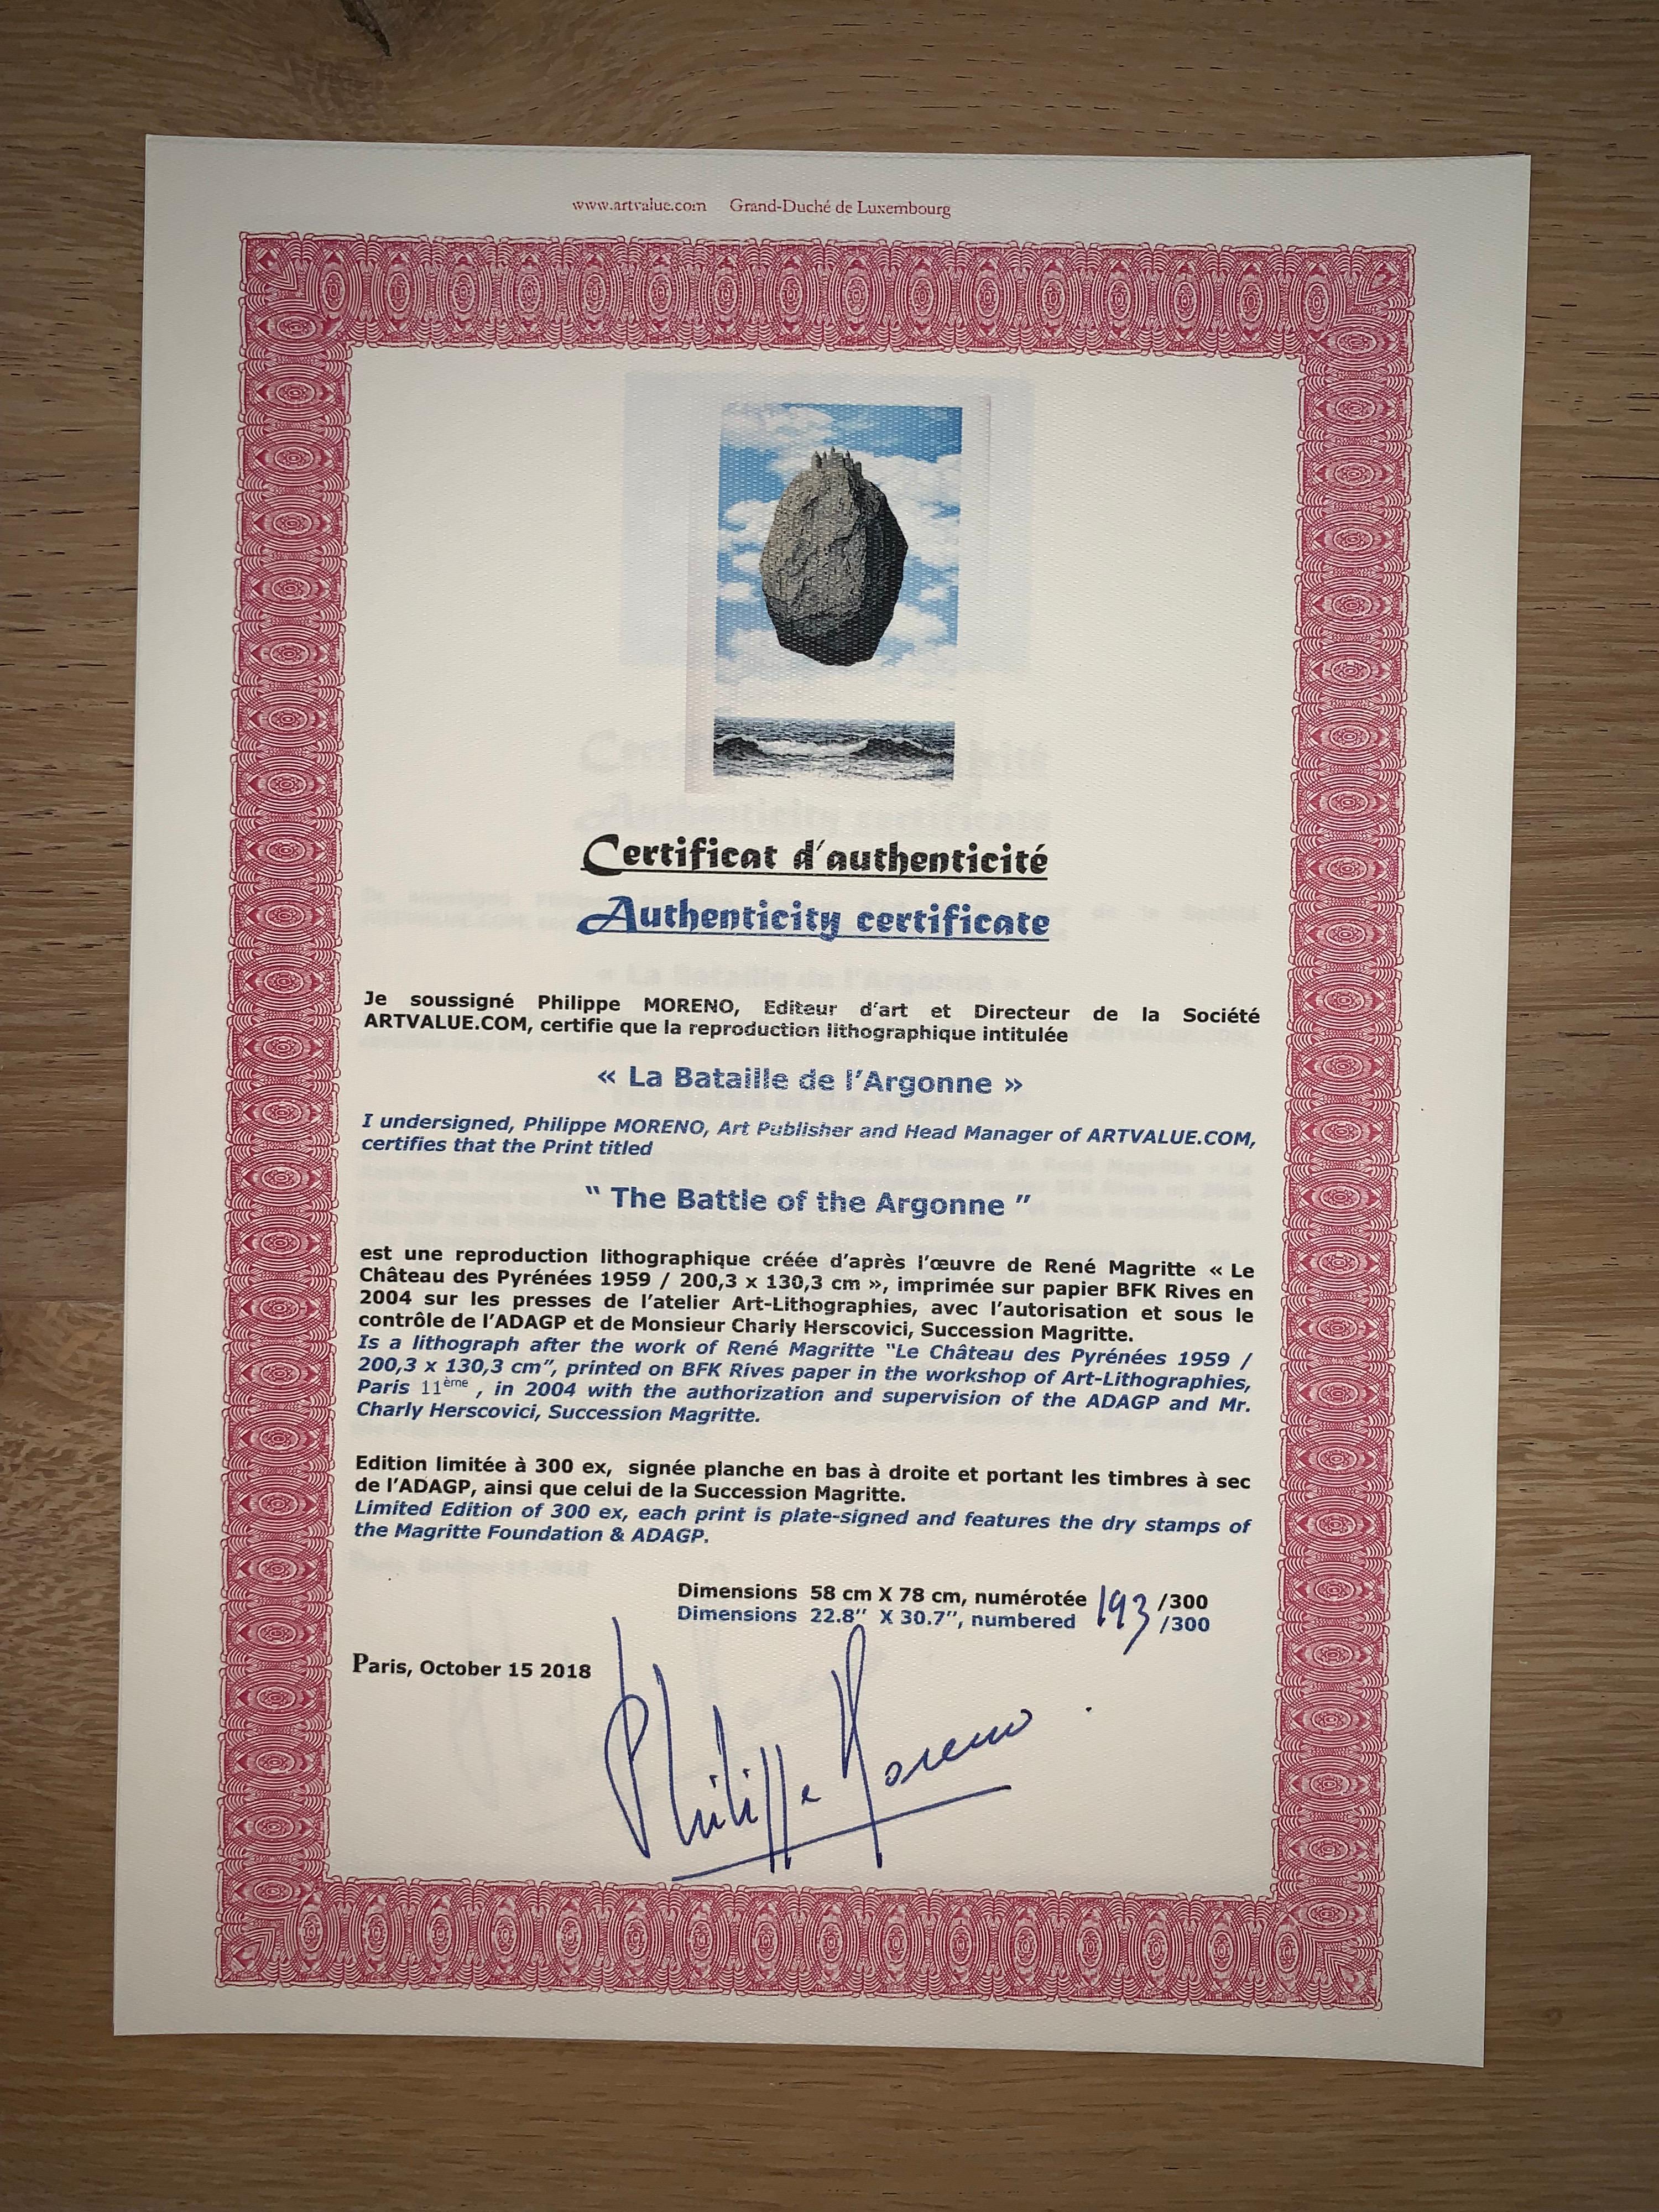 www.artvalue.com Grand-Duché de Luxembourg
Certificat d'authenticité
Authenticity certificate
Je soussigné Philippe MORENO, Editeur d'art et Directeur de la Société
ARTVALUE.COM, certifie que la reproduction lithographique intitulée
« La Bataille de l'Argonne »
I undersigned, Philippe MORENO, Art Publisher and Head Manager of ARTVALUE.COM,
certifies that the Print titled
" The Battle of the Argonne "
est une reproduction lithographique créée d'après l'œuvre de René Magritte « Le
Château des Pyrénées 1959 / 200,3 x 130,3 cm », imprimée sur papier BFK Rives en
2004 sur les presses de l'atelier Art-Lithographies, avec l'autorisation et sous le
contrôle de l'ADAGP et de Monsieur Charly Herscovici, Succession Magritte.
Is a lithograph after the work of René Magritte "Le Château des Pyrénées 1959 /
200,3 x 130,3 cm", printed on BFK Rives paper in the workshop of Art-Lithographies,
Paris 11ème , in 2004 with the authorization and supervision of the ADAGP and Mr.
Charly Herscovici, Succession Magritte.
Edition limitée à 300 ex, signée planche en bas à droite et portant les timbres à sec
de l'ADAGP, ainsi que celui de la Succession Magritte.
Limited Edition of 300 ex, each print is plate-signed and features the dry stamps of
the Magritte Foundation & ADAGP.
Dimensions 58 cm X 78 cm, numérotée 193 /300
Dimensions 22.8'' X 30.7'', numbered /300
Paris, October 15 2018
Philippe Moreno